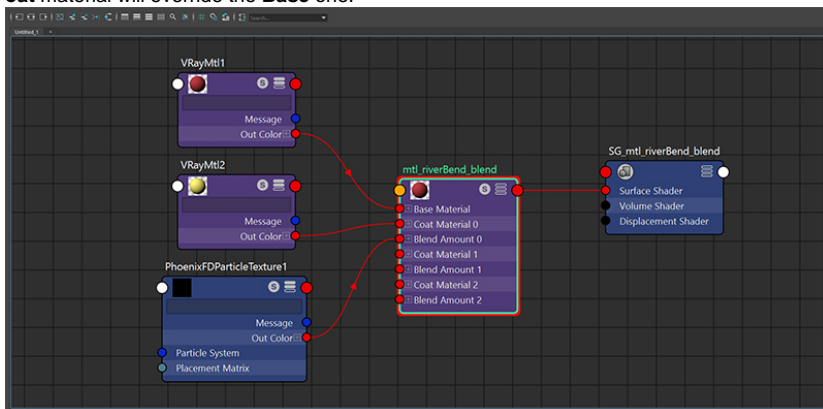 oat material will override the Base one.
Search...
Untitled_1
VRayMtl1
Message
Out Color
VRayMtl2
Message
Out Color
PhoenixFDParticleTexture1
Message
Out Color
Particle System
Placement Matrix
mtl_riverBend_blend
Base Material
Coat Material 0
Blend Amount 0
Coat Material 1
Blend Amount 1
Coat Material 2
Blend Amount 2
SG_mtl_riverBend_blend
Surface Shader
Volume Shader
Displacement Shader